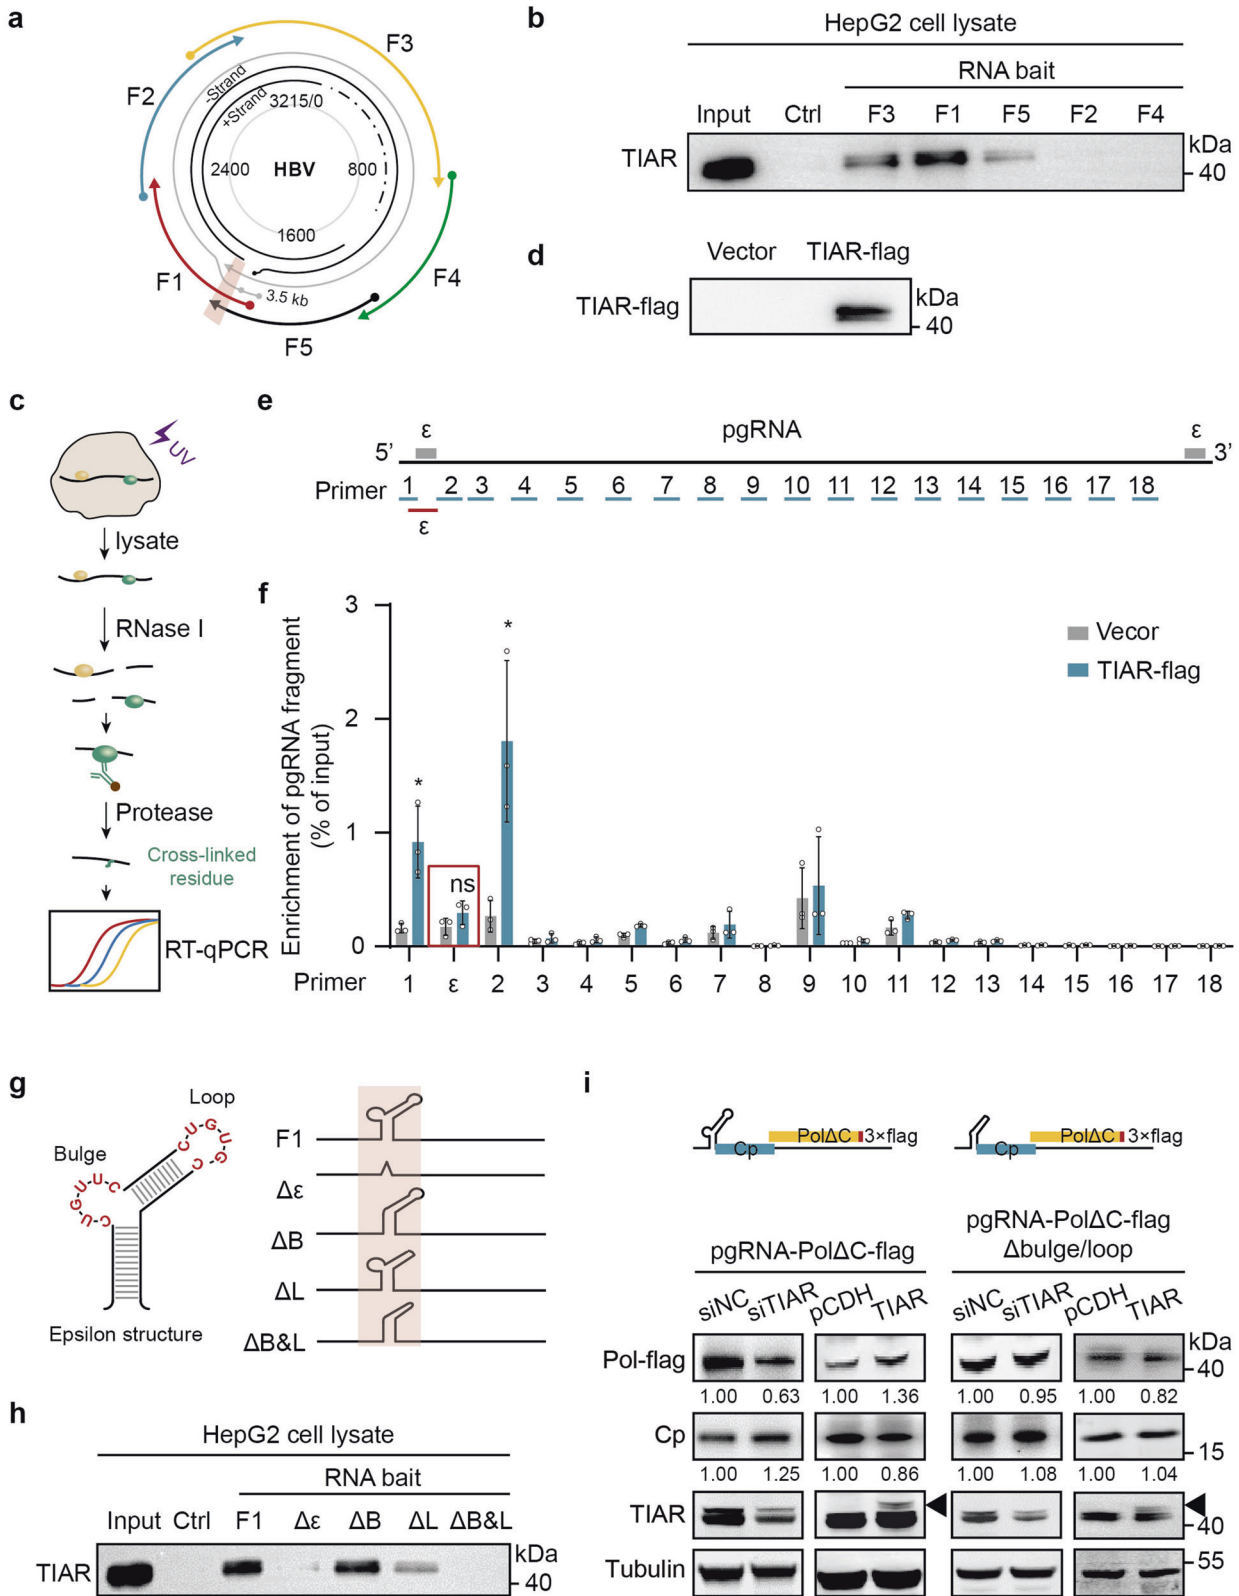 a
F3
F2
-Strand
+Strand
3215/0
2400
HBV
800
1600
F1
3.5 kb
F4
F5
b
HepG2 cell lysate
RNA bait
Input Ctrl F3 F1 F5 F2 F4
TIAR
kDa
40
d
Vector TIAR-flag
TIAR-flag
kDa
40
c
UV
lysate
RNase I
Protease
Cross-linked
residue
RT-qPCR
e
ε pgRNA ε
5’ 3’
Primer 1 2 3 4 5 6 7 8 9 10 11 12 13 14 15 16 17 18
ε
f
Enrichment of pgRNA fragment
(% of input)
3
2
1
0
*
ns
*
Vecor
TIAR-flag
Primer 1 ε 2 3 4 5 6 7 8 9 10 11 12 13 14 15 16 17 18
g
Loop
C U G U G C C
Bulge
C U U G U C
Epsilon structure
F1
Δε
ΔB
ΔL
ΔB&L
h
HepG2 cell lysate
RNA bait
Input Ctrl F1 Δε ΔB ΔL ΔB&L
TIAR
kDa
40
i
Cp PolΔC 3×flag
Cp PolΔC 3×flag
pgRNA-PolΔC-flag
pgRNA-PolΔC-flag
Δbulge/loop
siNC siTIAR pCDH TIAR siNC siTIAR pCDH TIAR
kDa
Pol-flag 40
1.00 0.63 1.00 1.36 1.00 0.95 1.00 0.82
Cp 15
1.00 1.25 1.00 0.86 1.00 1.08 1.00 1.04
TIAR 40
Tubulin 55